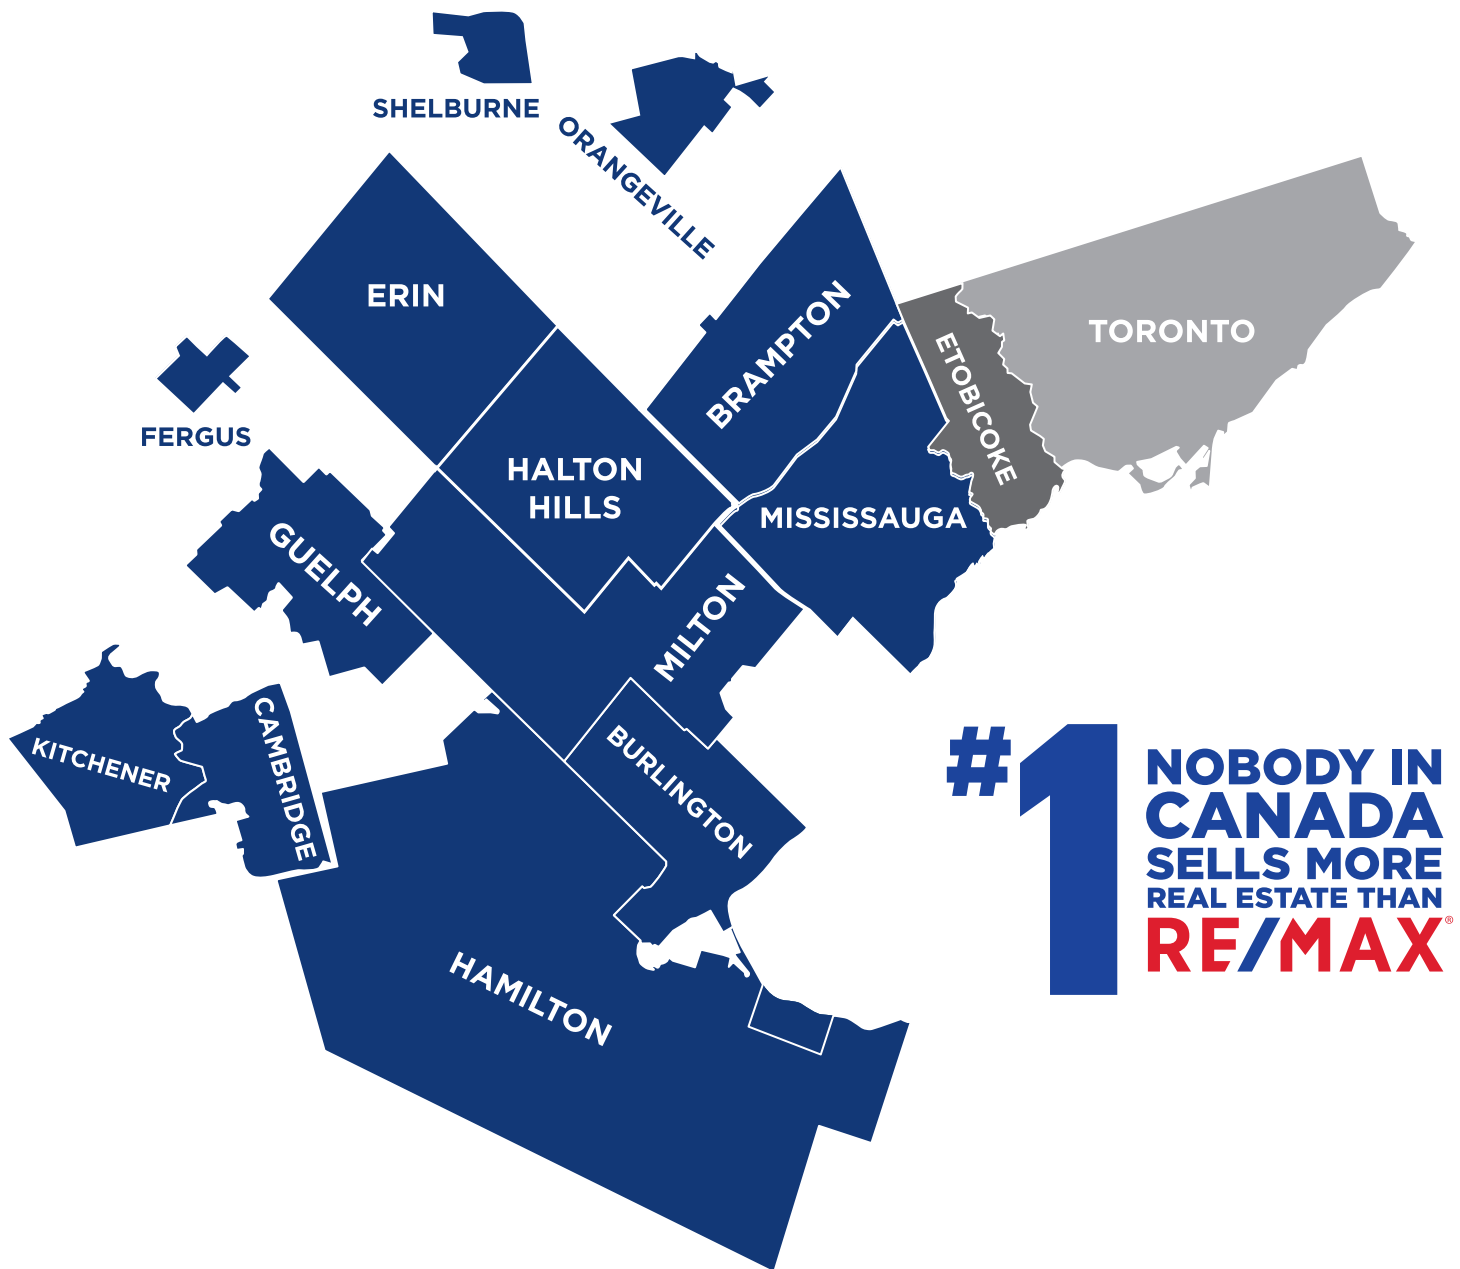 SHELBURNE
ORANGEVILLE
ERIN
BRAMPTON
TORONTO
ETOBICOKE
FERGUS
HALTON
HILLS
MISSISSAUGA
GUELPH
MILTON
KITCHENER
CAMBRIDGE
BURLINGTON
HAMILTON
#1
NOBODY IN
CANADA
SELLS MORE
REAL ESTATE THAN
RE/MAX®